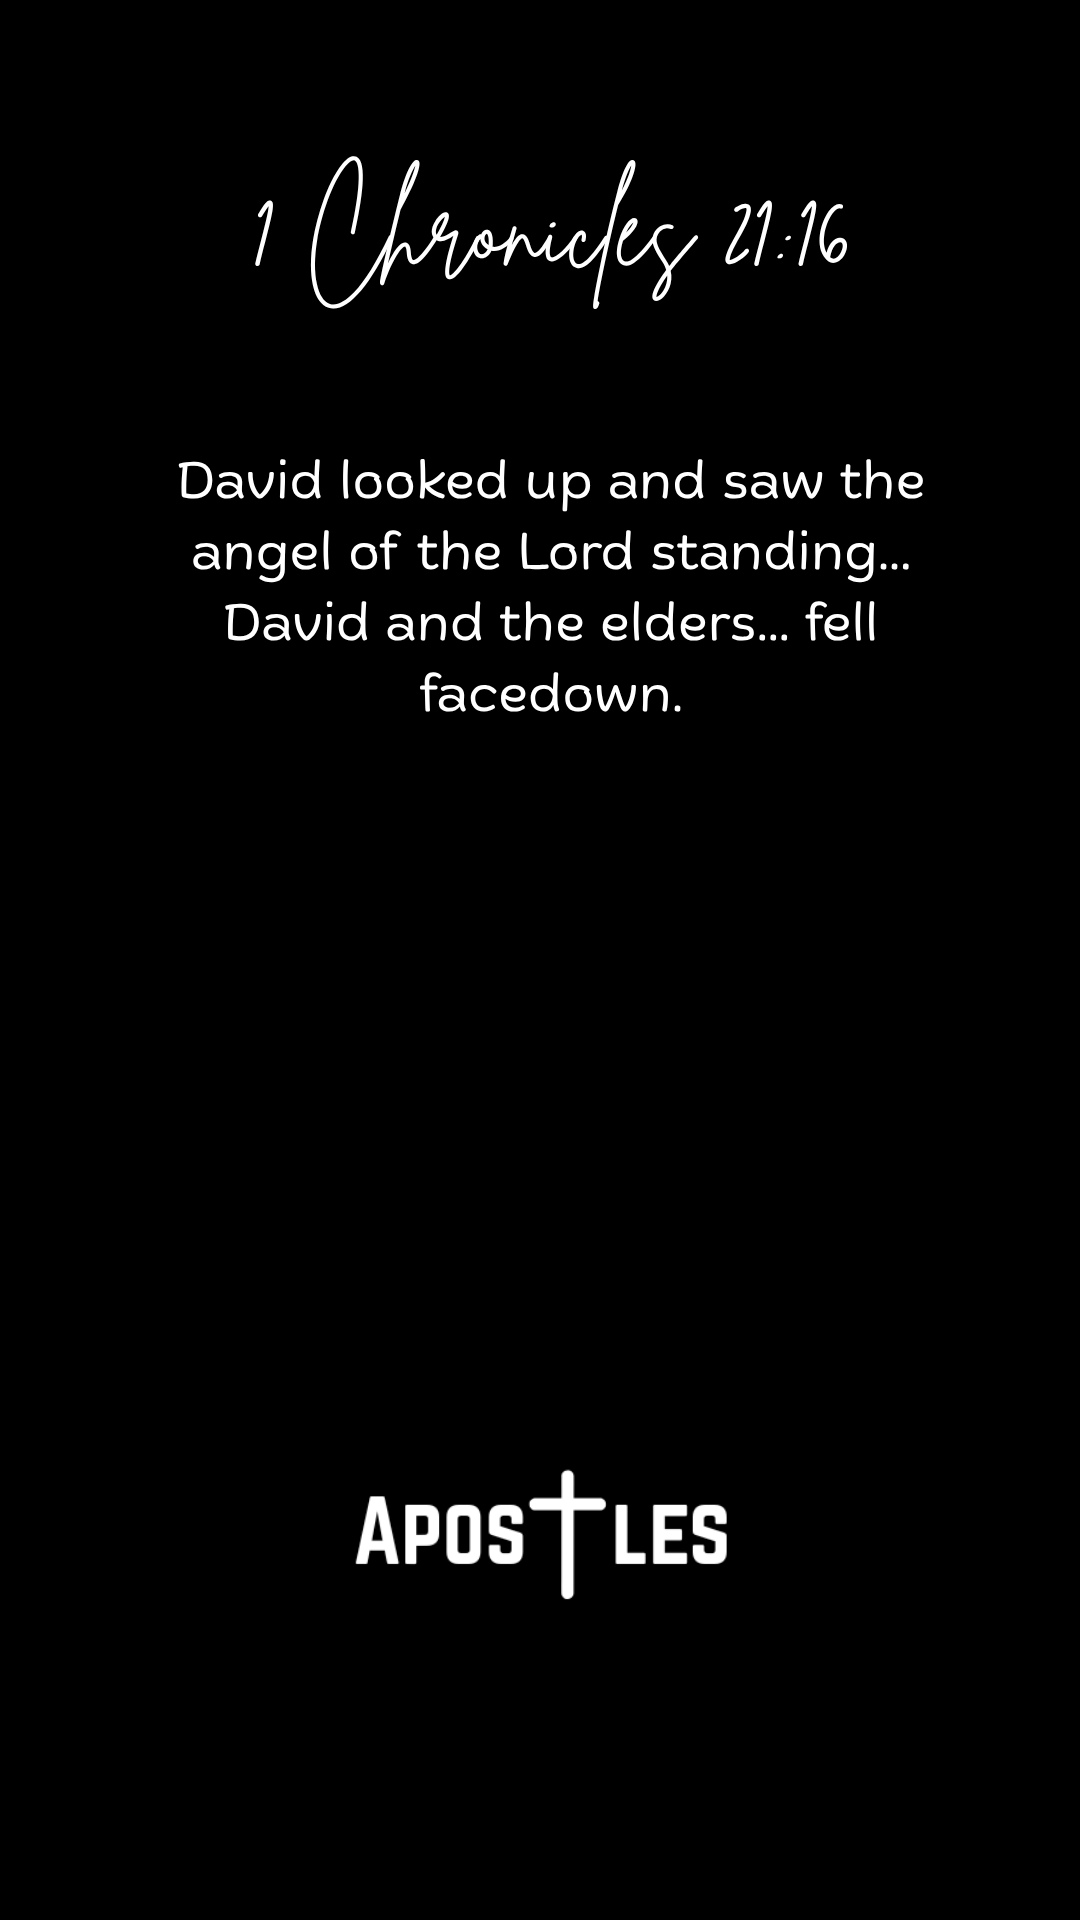 1 Chronicles 21:16
David looked up and saw the
angel of the Lord standing...
David and the elders... fell
facedown.
Apostles